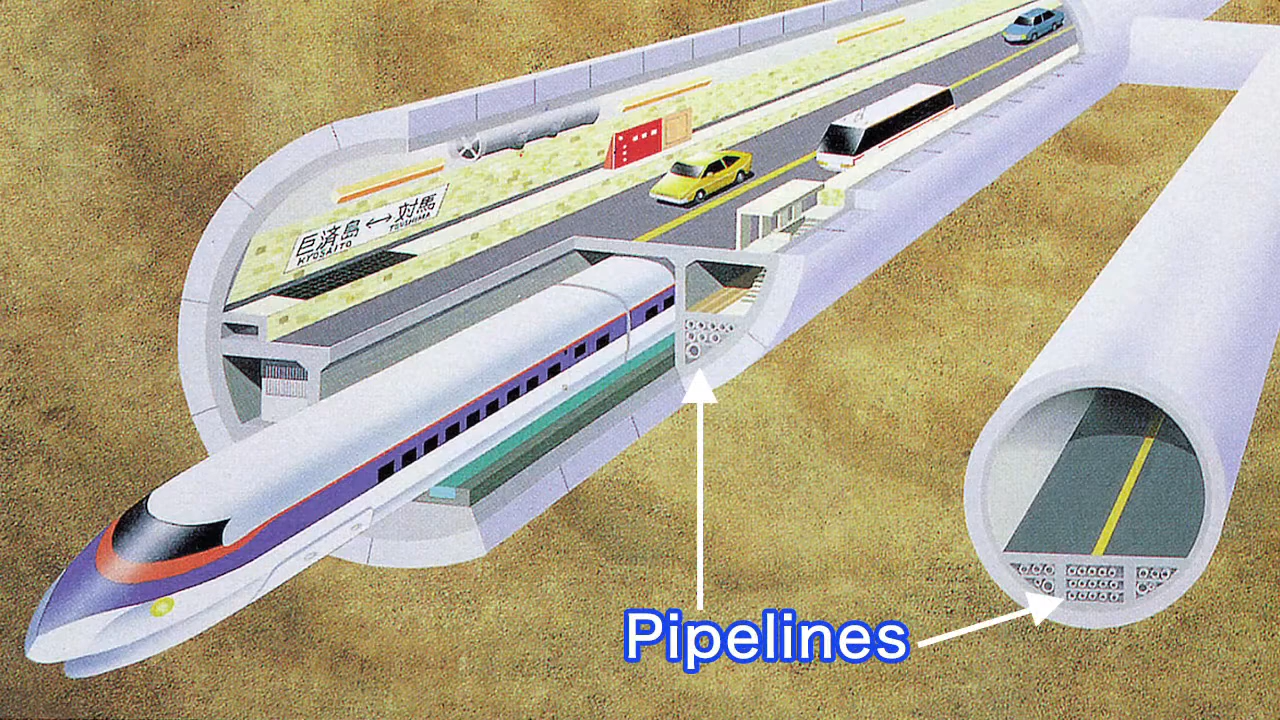 巨済島 ↔ 対馬
KYOSAITO TSUSHIMA
Pipelines